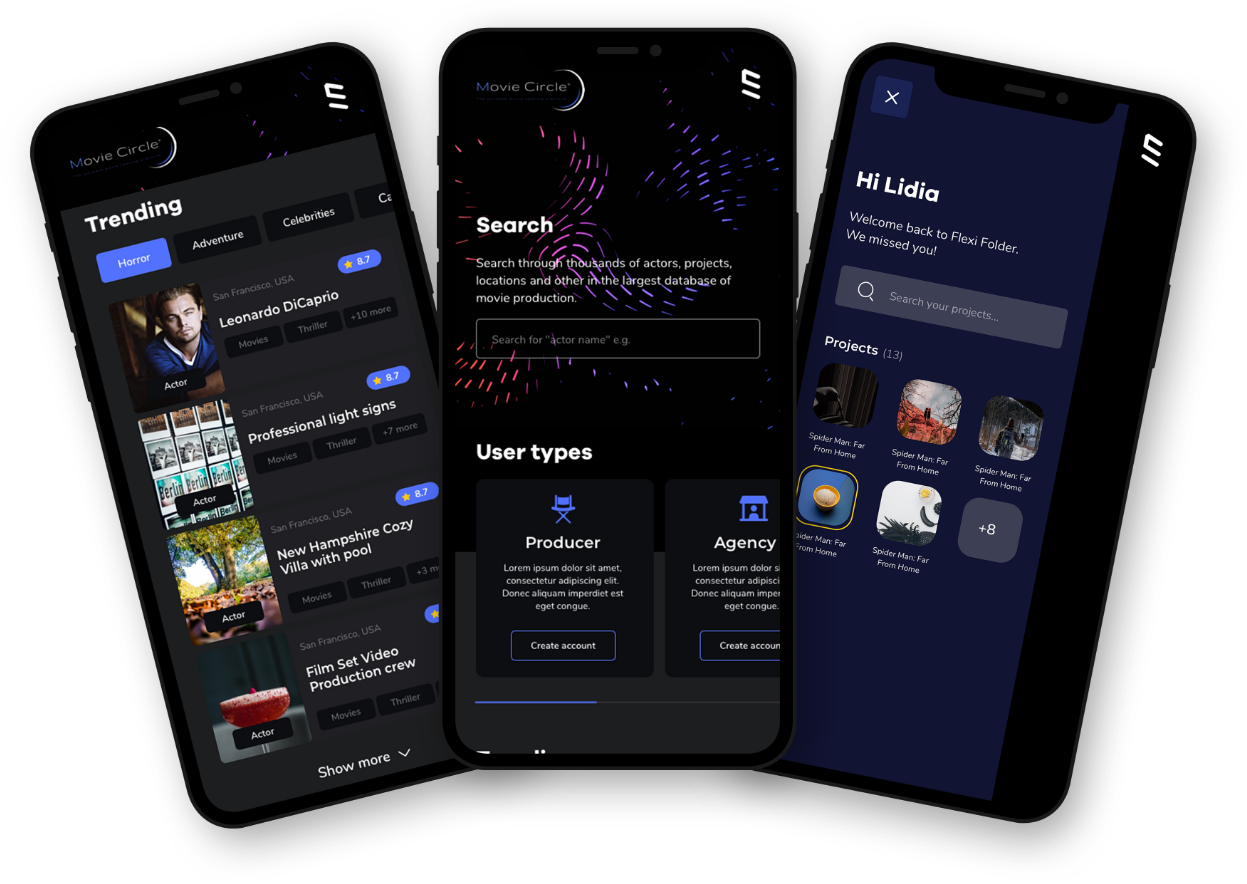 Movie Circle
Trending
Horror
Adventure
Celebrities
Ca
San Francisco, USA
8.7
Leonardo DiCaprio
Movies
Thriller
+10 more
Actor
San Francisco, USA
8.7
Professional light signs
Movies
Thriller
+7 more
Berlin
Berlin
Actor
San Francisco, USA
8.7
New Hampshire Cozy
Villa with pool
Movies
Thriller
+3 m
Actor
San Francisco, USA
Film Set Video
Production crew
Movies
Thriller
Actor
Show more
Movie Circle
Search
Search through thousands of actors, projects,
locations and other in the largest database of
movie production.
Search for "actor name" e.g.
User types
Producer
Lorem ipsum dolor sit amet,
consectetur adipiscing elit.
Donec aliquam imperdiet est
eget congue.
Create account
Agency
Lorem ipsum dolor si
consectetur adipisci
Donec aliquam imper
eget congue.
Create accoun
Hi Lidia
Welcome back to Flexi Folder.
We missed you!
Search your projects...
Projects (13)
Spider Man: Far
From Home
Spider Man: Far
From Home
Spider Man: Far
From Home
Man: Far
From Home
Spider Man: Far
From Home
+8